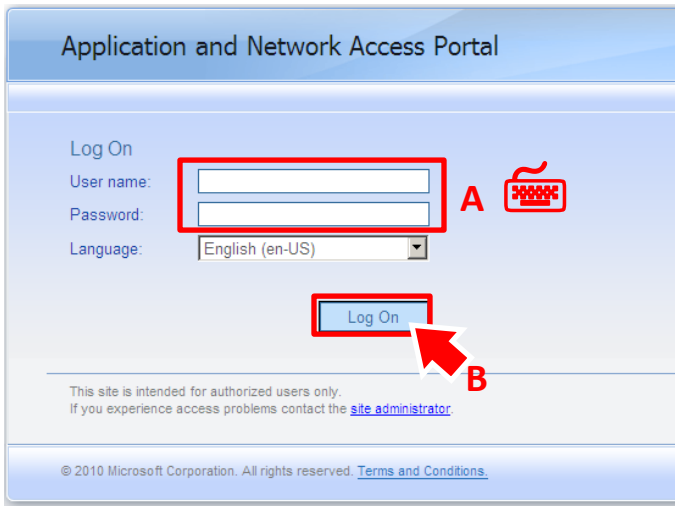 Application and Network Access Portal
Log On
User name:
A
Password:
Language: English (en-US)
Log On
B
This site is intended for authorized users only.
If you experience access problems contact the site administrator.
© 2010 Microsoft Corporation. All rights reserved. Terms and Conditions.